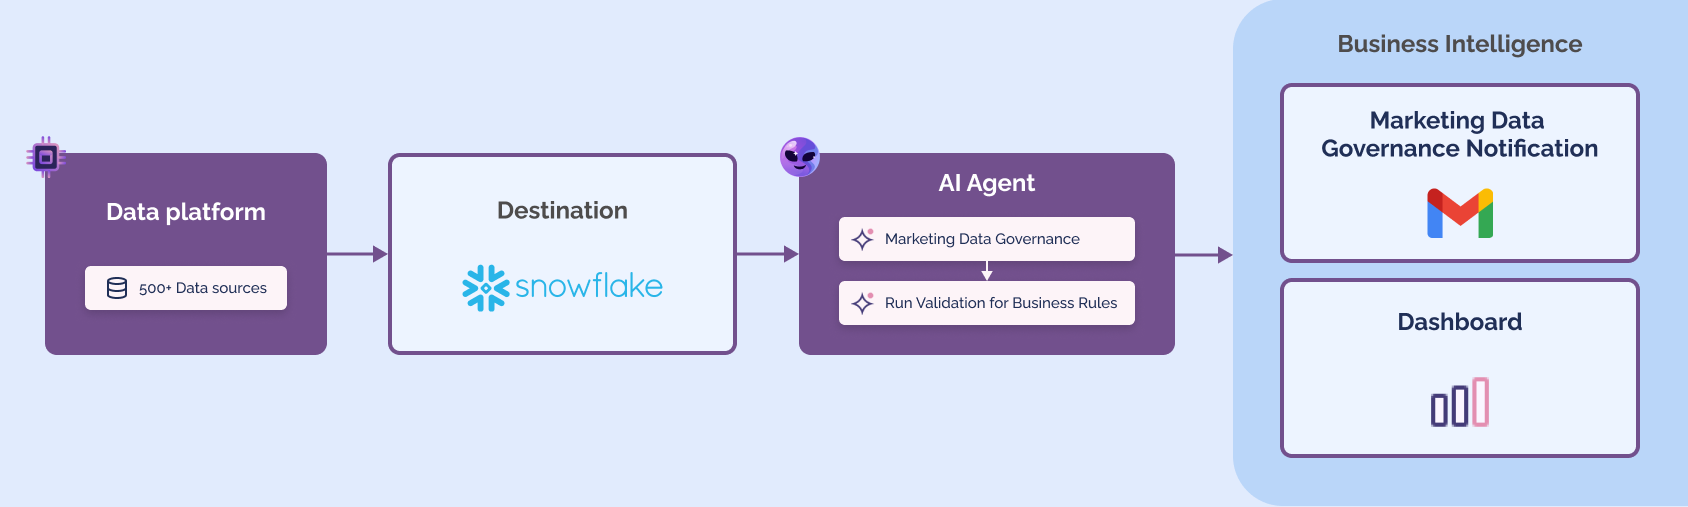 Data platform
500+ Data sources
Destination
snowflake
AI Agent
Marketing Data Governance
Run Validation for Business Rules
Business Intelligence
Marketing Data
Governance Notification
Dashboard